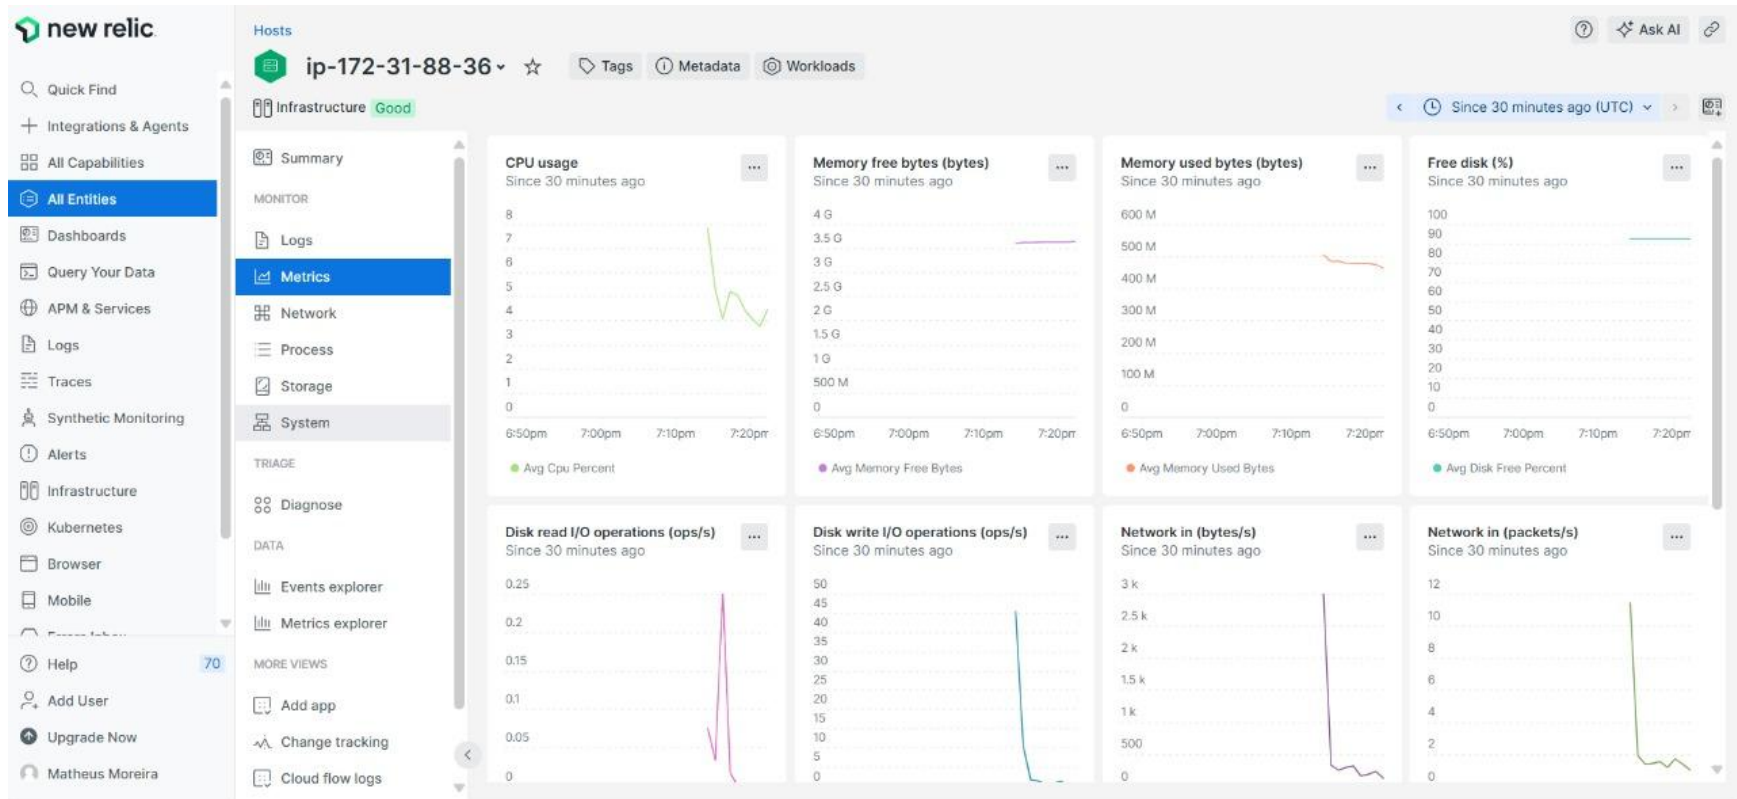 new relic.
Quick Find
Integrations & Agents
All Capabilities
All Entities
Dashboards
Query Your Data
APM & Services
Logs
Traces
Synthetic Monitoring
Alerts
Infrastructure
Kubernetes
Browser
Mobile
Help 70
Add User
Upgrade Now
Matheus Moreira
Hosts
ip-172-31-88-36
Tags Metadata Workloads
Ask AI
Infrastructure Good
Since 30 minutes ago (UTC)
Summary
MONITOR
Logs
Metrics
Network
Process
Storage
System
TRIAGE
Diagnose
DATA
Events explorer
Metrics explorer
MORE VIEWS
Add app
Change tracking
Cloud flow logs
CPU usage
Since 30 minutes ago
8
7
6
5
4
3
2
1
0
6:50pm 7:00pm 7:10pm 7:20pm
Avg Cpu Percent
Memory free bytes (bytes)
Since 30 minutes ago
4 G
3.5 G
3 G
2.5 G
2 G
1.5 G
1 G
500 M
0
6:50pm 7:00pm 7:10pm 7:20pm
Avg Memory Free Bytes
Memory used bytes (bytes)
Since 30 minutes ago
600 M
500 M
400 M
300 M
200 M
100 M
0
6:50pm 7:00pm 7:10pm 7:20pm
Avg Memory Used Bytes
Free disk (%)
Since 30 minutes ago
100
90
80
70
60
50
40
30
20
10
0
6:50pm 7:00pm 7:10pm 7:20pm
Avg Disk Free Percent
Disk read I/O operations (ops/s)
Since 30 minutes ago
0.25
0.2
0.15
0.1
0.05
0
Disk write I/O operations (ops/s)
Since 30 minutes ago
50
45
40
35
30
25
20
15
10
5
0
Network in (bytes/s)
Since 30 minutes ago
3 k
2.5 k
2 k
1.5 k
1 k
500
0
Network in (packets/s)
Since 30 minutes ago
12
10
8
6
4
2
0